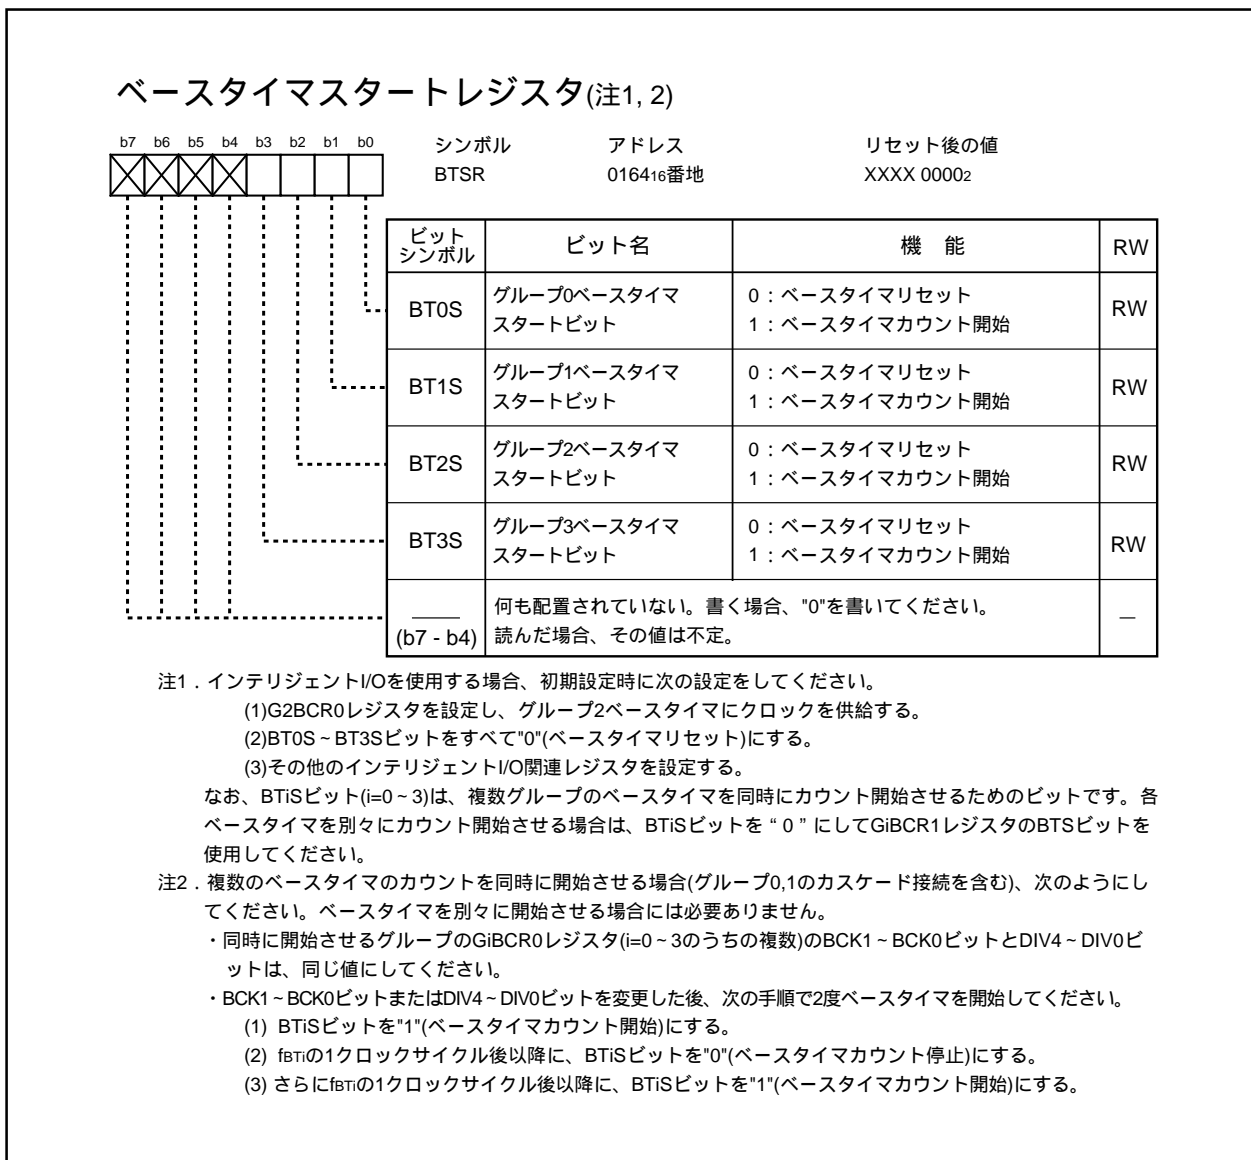 ベースタイマスタートレジスタ(注1, 2)
b7 b6 b5 b4 b3 b2 b1 b0
シンボル アドレス リセット後の値
BTSR 016416番地 XXXX 00002
ビットシンボル ビット名 機 能 RW
BT0S グループ0ベースタイマ 0：ベースタイマリセット RW
スタートビット 1：ベースタイマカウント開始
BT1S グループ1ベースタイマ 0：ベースタイマリセット RW
スタートビット 1：ベースタイマカウント開始
BT2S グループ2ベースタイマ 0：ベースタイマリセット RW
スタートビット 1：ベースタイマカウント開始
BT3S グループ3ベースタイマ 0：ベースタイマリセット RW
スタートビット 1：ベースタイマカウント開始
何も配置されていない。書く場合、"0"を書いてください。 ―
(b7 - b4) 読んだ場合、その値は不定。
注1．インテリジェントI/Oを使用する場合、初期設定時に次の設定をしてください。
(1)G2BCR0レジスタを設定し、グループ2ベースタイマにクロックを供給する。
(2)BT0S～BT3Sビットをすべて"0"(ベースタイマリセット)にする。
(3)その他のインテリジェントI/O関連レジスタを設定する。
なお、BTiSビット(i=0～3)は、複数グループのベースタイマを同時にカウント開始させるためのビットです。各
ベースタイマを別々にカウント開始させる場合は、BTiSビットを“0”にしてGiBCR1レジスタのBTSビットを
使用してください。
注2．複数のベースタイマのカウントを同時に開始させる場合(グループ0,1のカスケード接続を含む)、次のようにし
てください。ベースタイマを別々に開始させる場合には必要ありません。
・同時に開始させるグループのGiBCR0レジスタ(i=0～3のうちの複数)のBCK1～BCK0ビットとDIV4～DIV0ビ
ットは、同じ値にしてください。
・BCK1～BCK0ビットまたはDIV4～DIV0ビットを変更した後、次の手順で2度ベースタイマを開始してください。
(1) BTiSビットを"1"(ベースタイマカウント開始)にする。
(2) fBTiの1クロックサイクル後以降に、BTiSビットを"0"(ベースタイマカウント停止)にする。
(3) さらにfBTiの1クロックサイクル後以降に、BTiSビットを"1"(ベースタイマカウント開始)にする。